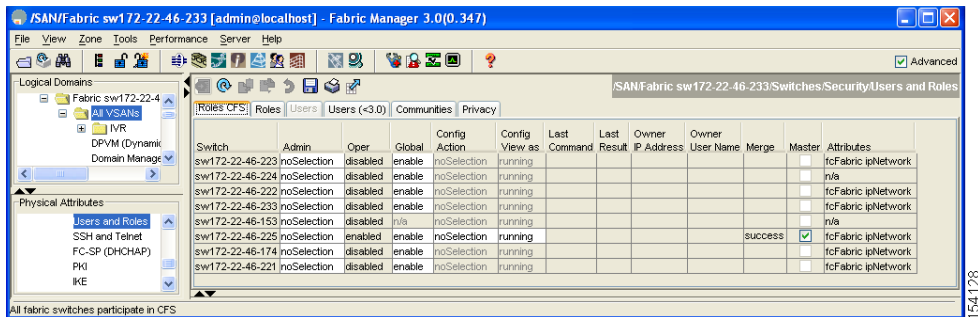 /SAN/Fabric sw172-22-46-233 [admin@localhost] - Fabric Manager 3.0(0.347)
File View Zone Tools Performance Server Help
Advanced
Logical Domains
Fabric sw172-22-4
All VSANs
IVR
DPVM (Dynamic
Domain Manage
Physical Attributes
Users and Roles
SSH and Telnet
FC-SP (DHCHAP)
PKI
IKE
/SAN/Fabric sw172-22-46-233/Switches/Security/Users and Roles
Roles CFS Roles Users Users (<3.0) Communities Privacy
Switch Admin Oper Global Config Action Config View as Last Command Last Result Owner IP Address Owner User Name Merge Master Attributes
sw172-22-46-223 noSelection disabled enable noSelection running fcFabric ipNetwork
sw172-22-46-224 noSelection disabled enable noSelection running n/a
sw172-22-46-222 noSelection disabled enable noSelection running fcFabric ipNetwork
sw172-22-46-233 noSelection disabled enable noSelection running fcFabric ipNetwork
sw172-22-46-153 noSelection disabled n/a noSelection running n/a
sw172-22-46-225 noSelection enabled enable noSelection running success fcFabric ipNetwork
sw172-22-46-174 noSelection disabled enable noSelection running fcFabric ipNetwork
sw172-22-46-221 noSelection disabled enable noSelection running fcFabric ipNetwork
All fabric switches participate in CFS
154128